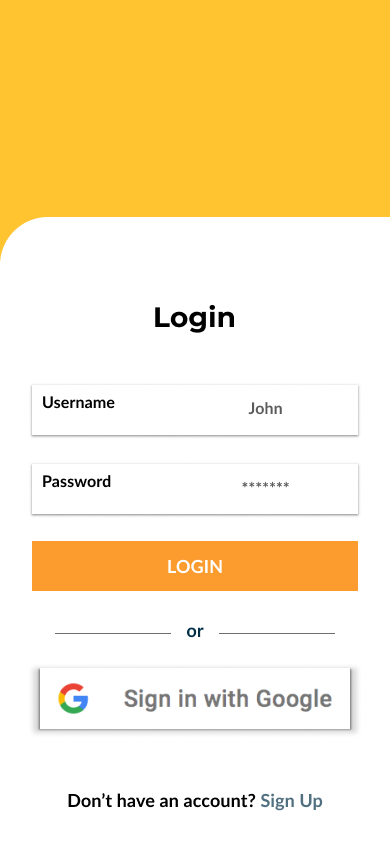 Login
Username John
Password *******
LOGIN
or
Sign in with Google
Don't have an account? Sign Up